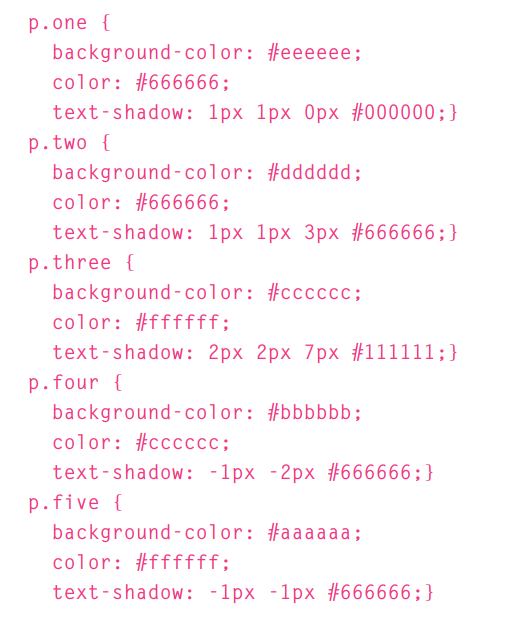 p.one {
background-color: #eeeeee;
color: #666666;
text-shadow: 1px 1px 0px #000000;}
p.two {
background-color: #dddddd;
color: #666666;
text-shadow: 1px 1px 3px #666666;}
p.three {
background-color: #cccccc;
color: #ffffff;
text-shadow: 2px 2px 7px #111111;}
p.four {
background-color: #bbbbbb;
color: #cccccc;
text-shadow: -1px -2px #666666;}
p.five {
background-color: #aaaaaa;
color: #ffffff;
text-shadow: -1px -1px #666666;}